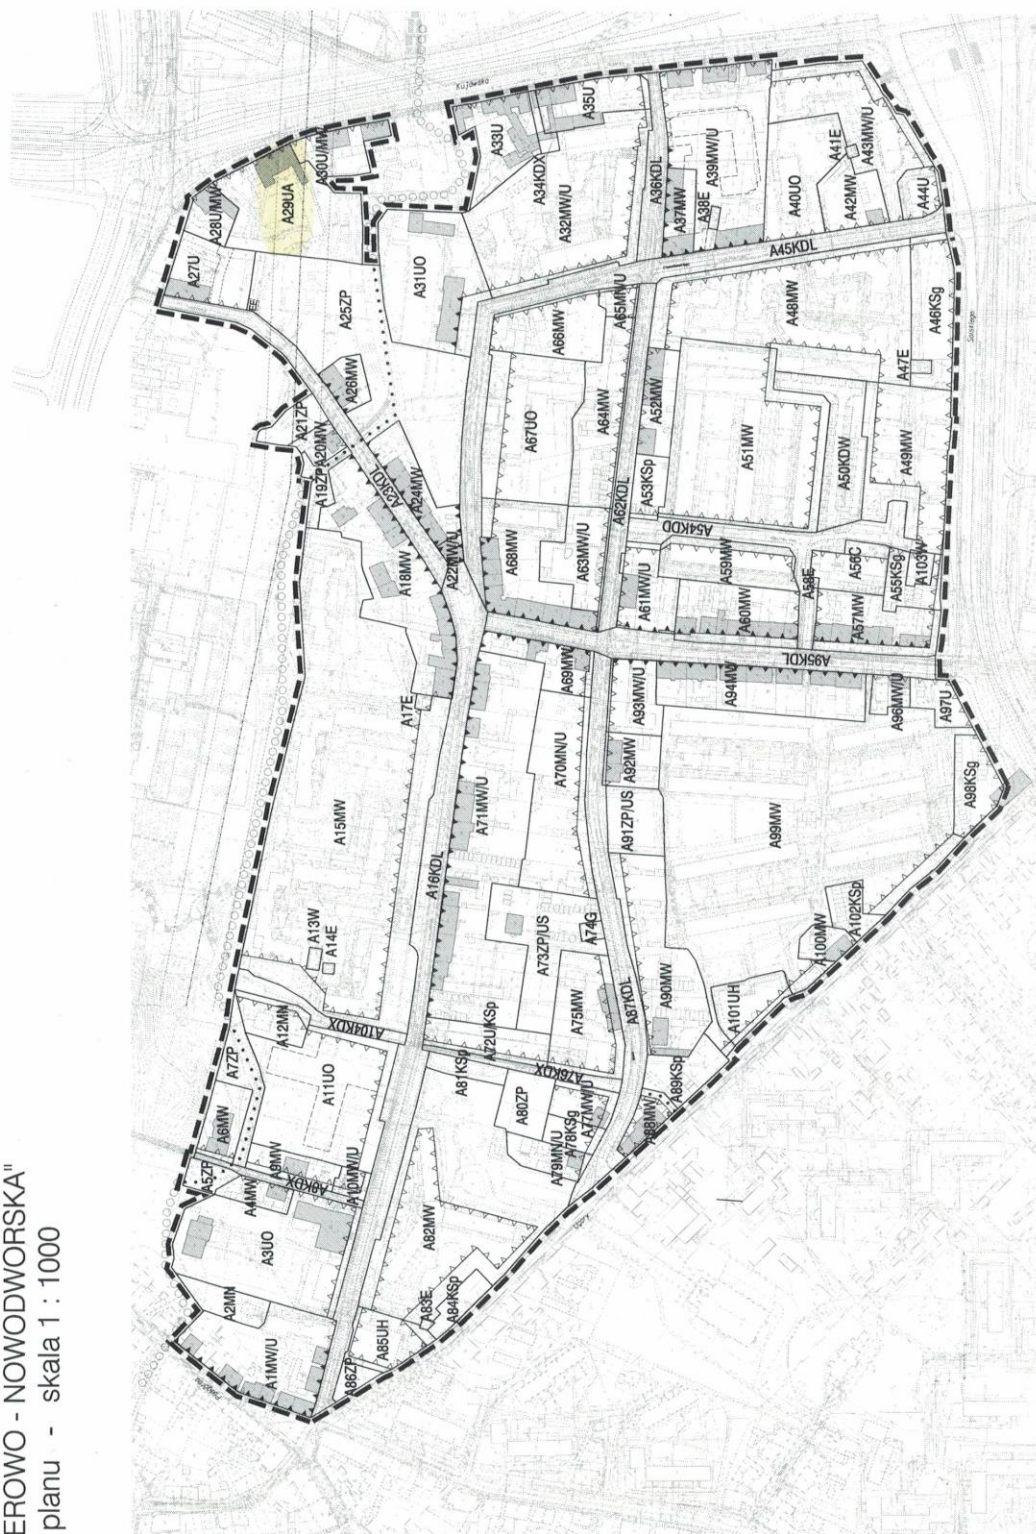 EROWO - NOWODWORSKA"
planu - skala 1 : 1000
A1MW/U
A2MN
A3UO
A4MW
A5ZP
A6MW
A7ZP
A8KDX
A9MW
A10MW/U
A11UO
A12MN
A13W
A14E
A15MW
A16KDL
A17E
A18MW
A19ZP
A20MW
A21ZP
A22MW/U
A23KDL
A24MW
A25ZP
A26MW
A27U
A28U/MW
A29UA
A30U/MW
A31UO
A32MW/U
A33U
A34KDX
A35U
A36KDL
A37MW
A38E
A39MW/U
A40UO
A41E
A42MW
A43MW/U
A44U
A45KDL
A46KSg
A47E
A48MW
A49MW
A50KDW
A51MW
A52MW
A53KSp
A54KDD
A55KSg
A56C
A57MW
A58E
A59MW
A60MW
A61MW/U
A62KDL
A63MW/U
A64MW
A65MN/U
A66MW
A67UO
A68MW
A69MW
A70MN/U
A71MW/U
A72U/KSp
A73ZP/US
A74G
A75MW
A76KDX
A77MW/U
A78KSg
A79MN/U
A80ZP
A81KSp
A82MW
A83E
A84KSp
A85UH
A86ZP
A87KDL
A88MW
A89KSp
A90MW
A91ZP/US
A92MW
A93MW/U
A94MW
A95KDL
A96MW/U
A97U
A98KSg
A99MW
A100MW
A101UH
A102KSp
A103W
A104KDX
Kujawska